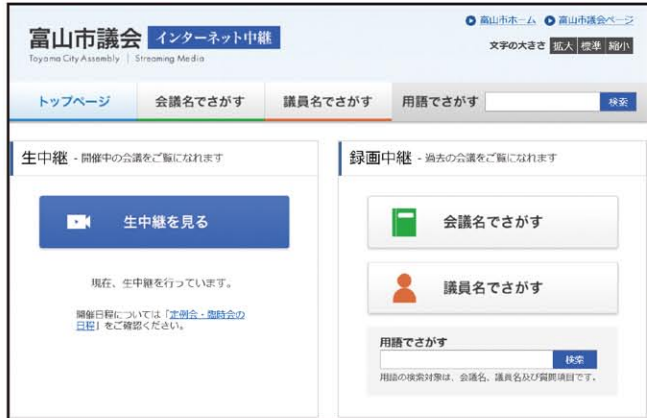 富山市ホーム 富山市議会ページ
富山市議会 インターネット中継
Toyama City Assembly | Streaming Media
文字の大きさ 拡大 標準 縮小
トップページ 会議名でさがす 議員名でさがす 用語でさがす 検索
生中継 - 開催中の会議をご覧になれます
生中継を見る
現在、生中継を行っています。
開催日程については「定例会・臨時会の
日程」をご確認ください。
録画中継 - 過去の会議をご覧になれます
会議名でさがす
議員名でさがす
用語でさがす
検索
用語の検索対象は、会議名、議員名及び質問項目です。